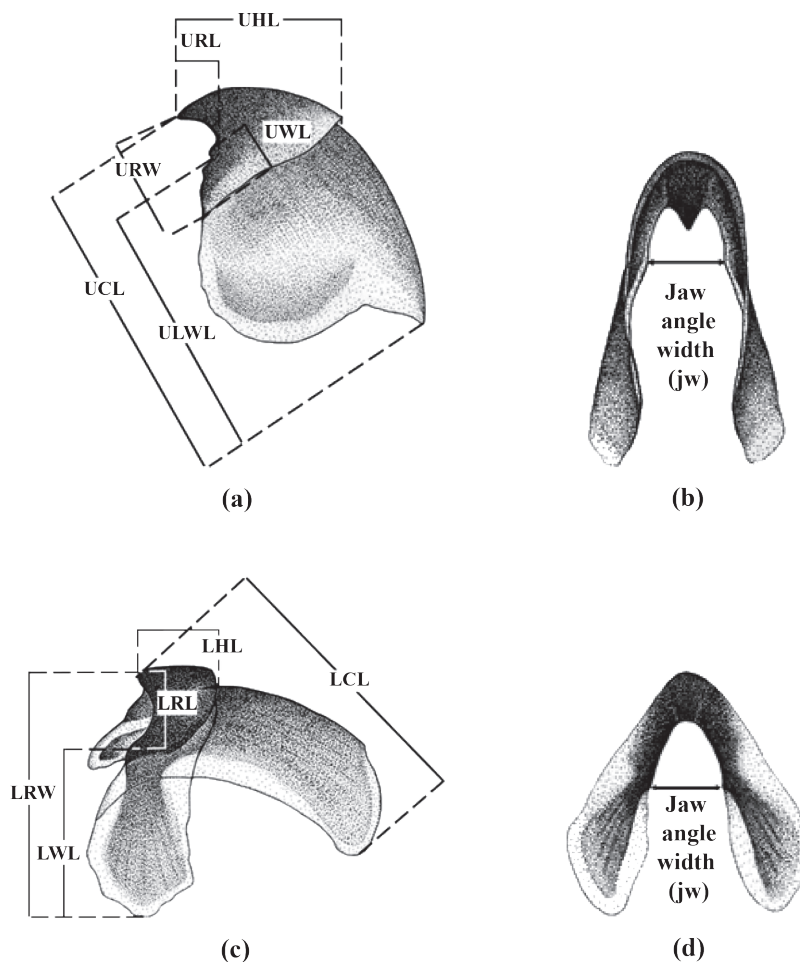 UHL
URL
UWL
URW
UCL
ULWL
Jaw
angle
width
(jw)
(a)
(b)
LHL
LCL
LRL
LRW
LWL
Jaw
angle
width
(jw)
(c)
(d)